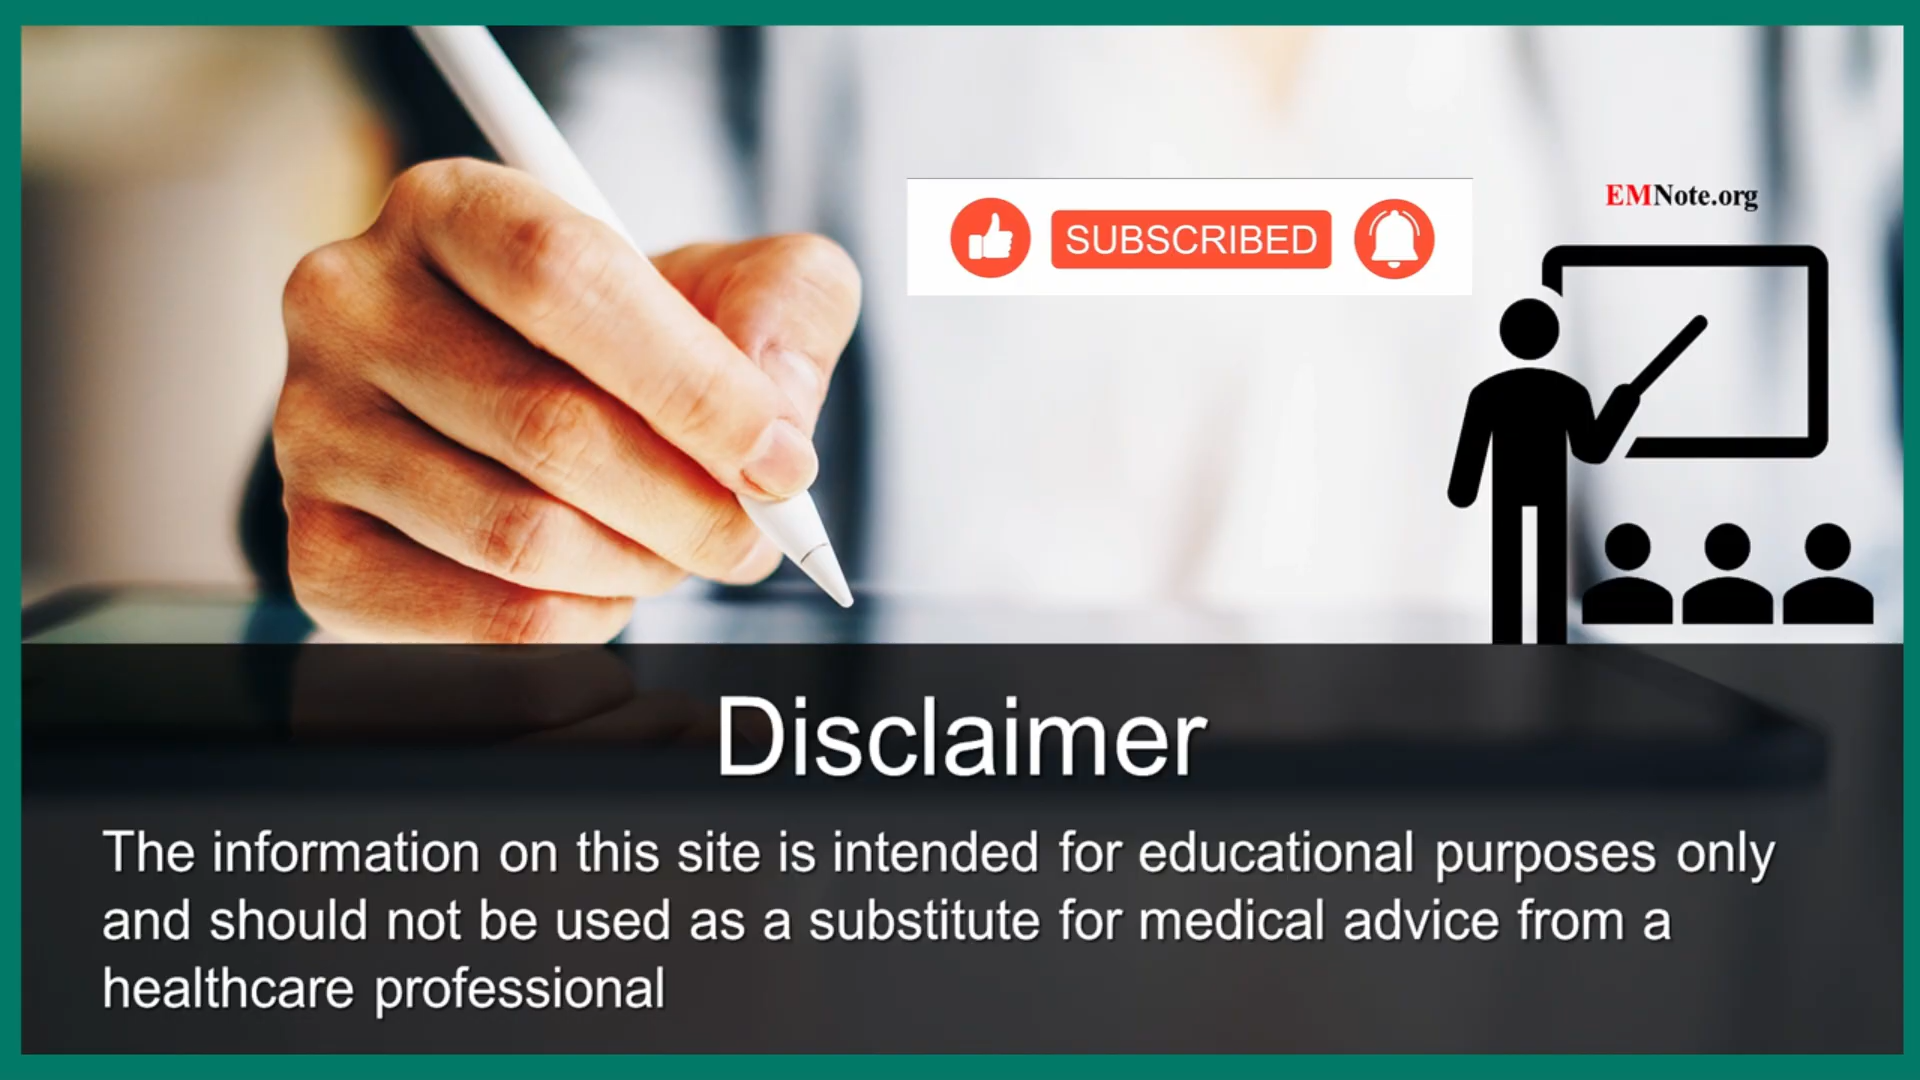 SUBSCRIBED
EMNote.org
Disclaimer
The information on this site is intended for educational purposes only
and should not be used as a substitute for medical advice from a
healthcare professional